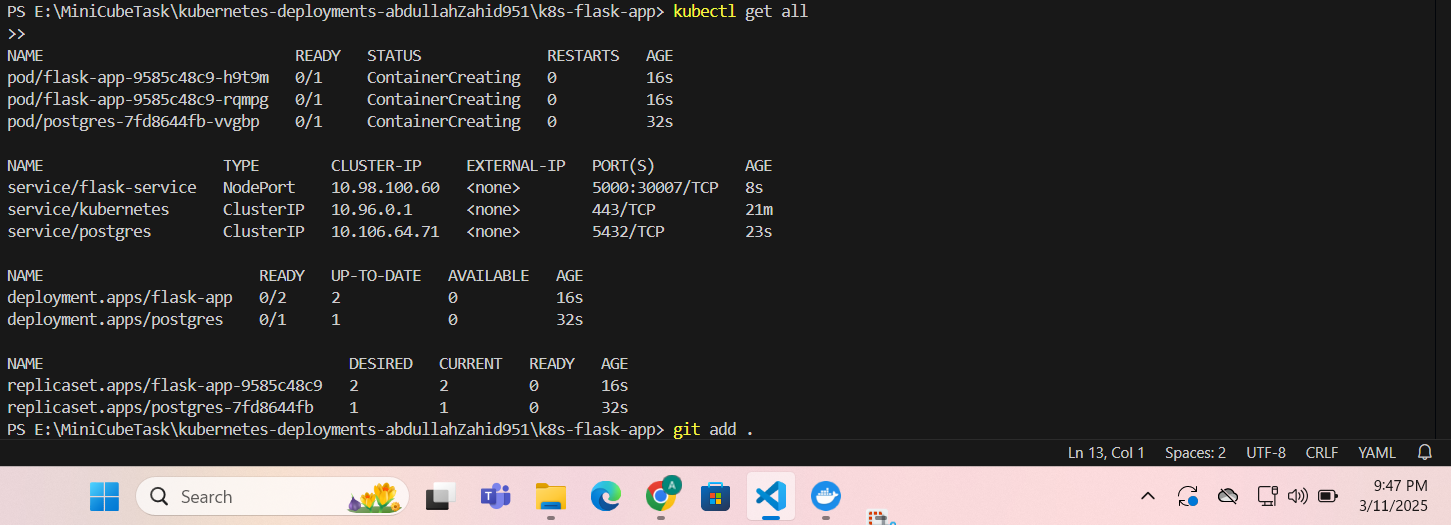 PS E:\MiniCubeTask\kubernetes-deployments-abdullahZahid951\k8s-flask-app> kubectl get all
>>
NAME                            READY   STATUS              RESTARTS   AGE
pod/flask-app-9585c48c9-h9t9m   0/1     ContainerCreating   0          16s
pod/flask-app-9585c48c9-rqmpg   0/1     ContainerCreating   0          16s
pod/postgres-7fd8644fb-vvgbp    0/1     ContainerCreating   0          32s

NAME                    TYPE        CLUSTER-IP     EXTERNAL-IP   PORT(S)          AGE
service/flask-service   NodePort    10.98.100.60   <none>        5000:30007/TCP   8s
service/kubernetes      ClusterIP   10.96.0.1      <none>        443/TCP          21m
service/postgres        ClusterIP   10.106.64.71   <none>        5432/TCP         23s

NAME                        READY   UP-TO-DATE   AVAILABLE   AGE
deployment.apps/flask-app   0/2     2            0           16s
deployment.apps/postgres    0/1     1            0           32s

NAME                                  DESIRED   CURRENT   READY   AGE
replicaset.apps/flask-app-9585c48c9   2         2         0       16s
replicaset.apps/postgres-7fd8644fb    1         1         0       32s
PS E:\MiniCubeTask\kubernetes-deployments-abdullahZahid951\k8s-flask-app> git add .
Ln 13, Col 1 Spaces: 2 UTF-8 CRLF YAML
Search
A
9:47 PM
3/11/2025